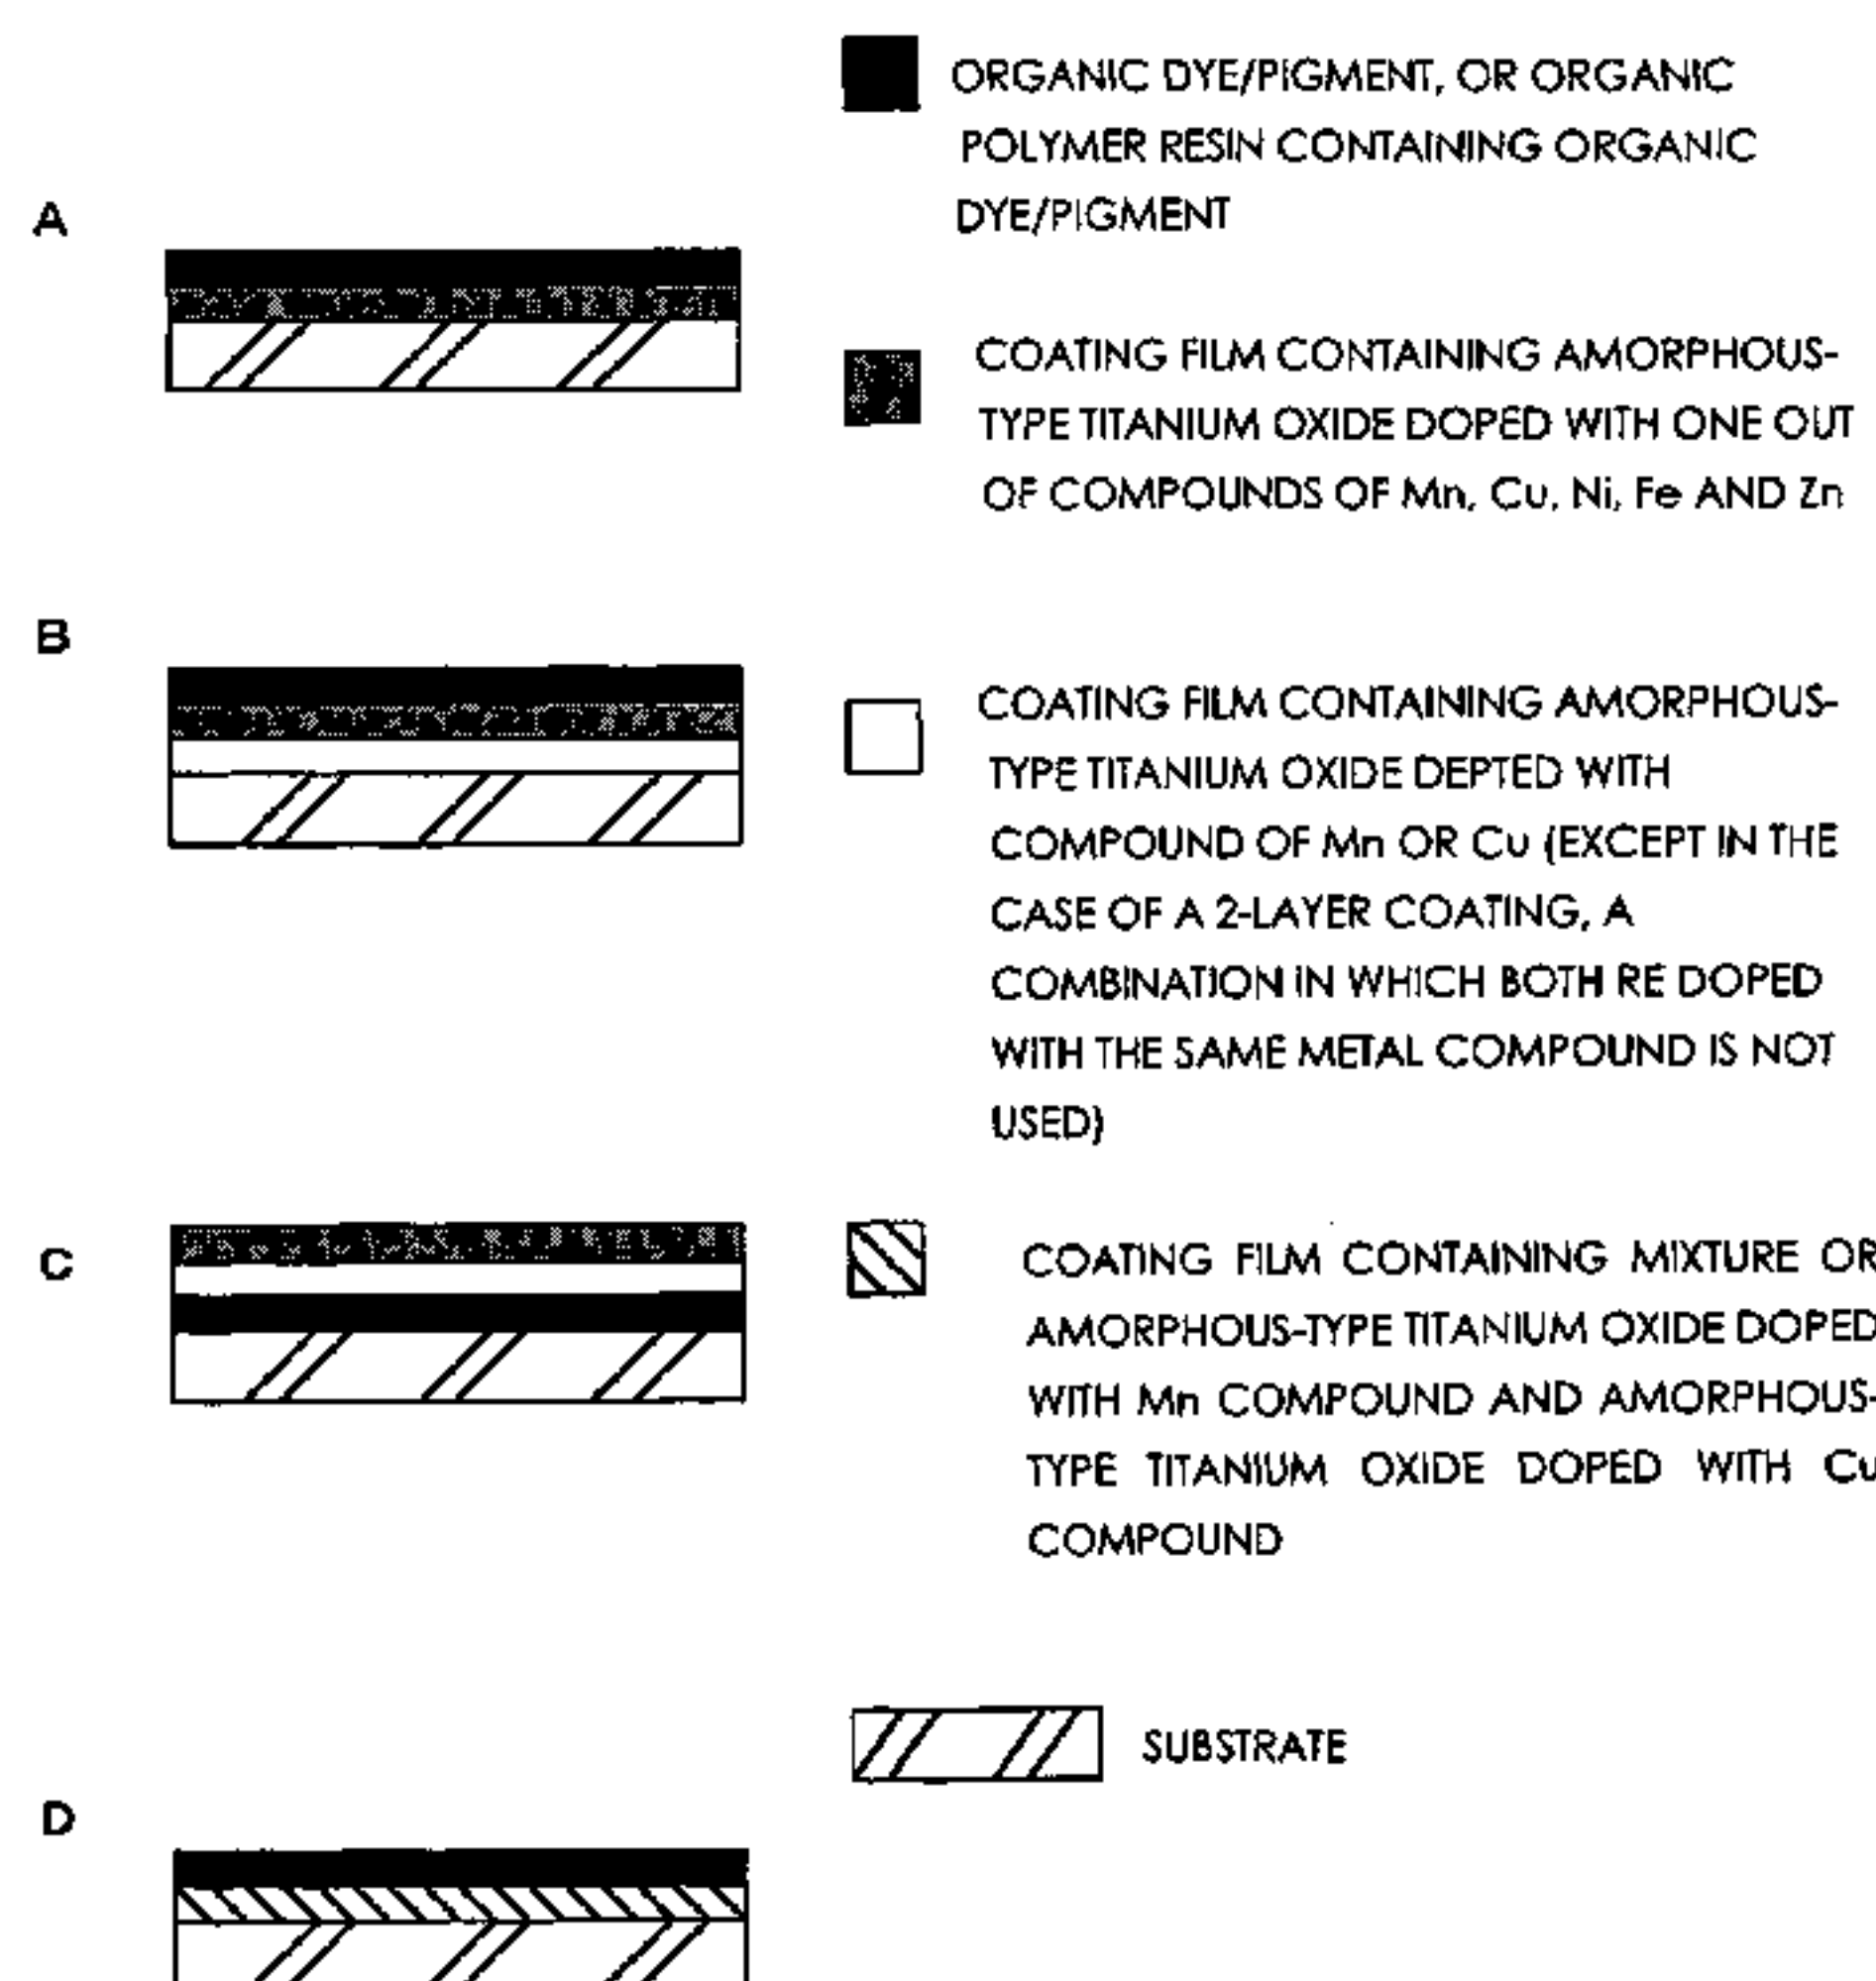 ORGANIC DYE/PIGMENT, OR ORGANIC
POLYMER RESIN CONTAINING ORGANIC
DYE/PIGMENT
A
COATING FILM CONTAINING AMORPHOUS-
TYPE TITANIUM OXIDE DOPED WITH ONE OUT
OF COMPOUNDS OF Mn, Cu, Ni, Fe AND Zn
B
COATING FILM CONTAINING AMORPHOUS-
TYPE TITANIUM OXIDE DEPTED WITH
COMPOUND OF Mn OR Cu (EXCEPT IN THE
CASE OF A 2-LAYER COATING, A
COMBINATION IN WHICH BOTH RE DOPED
WITH THE SAME METAL COMPOUND IS NOT
USED)
C
COATING FILM CONTAINING MIXTURE OR
AMORPHOUS-TYPE TITANIUM OXIDE DOPED
WITH Mn COMPOUND AND AMORPHOUS-
TYPE TITANIUM OXIDE DOPED WITH Cu
COMPOUND
SUBSTRATE
D